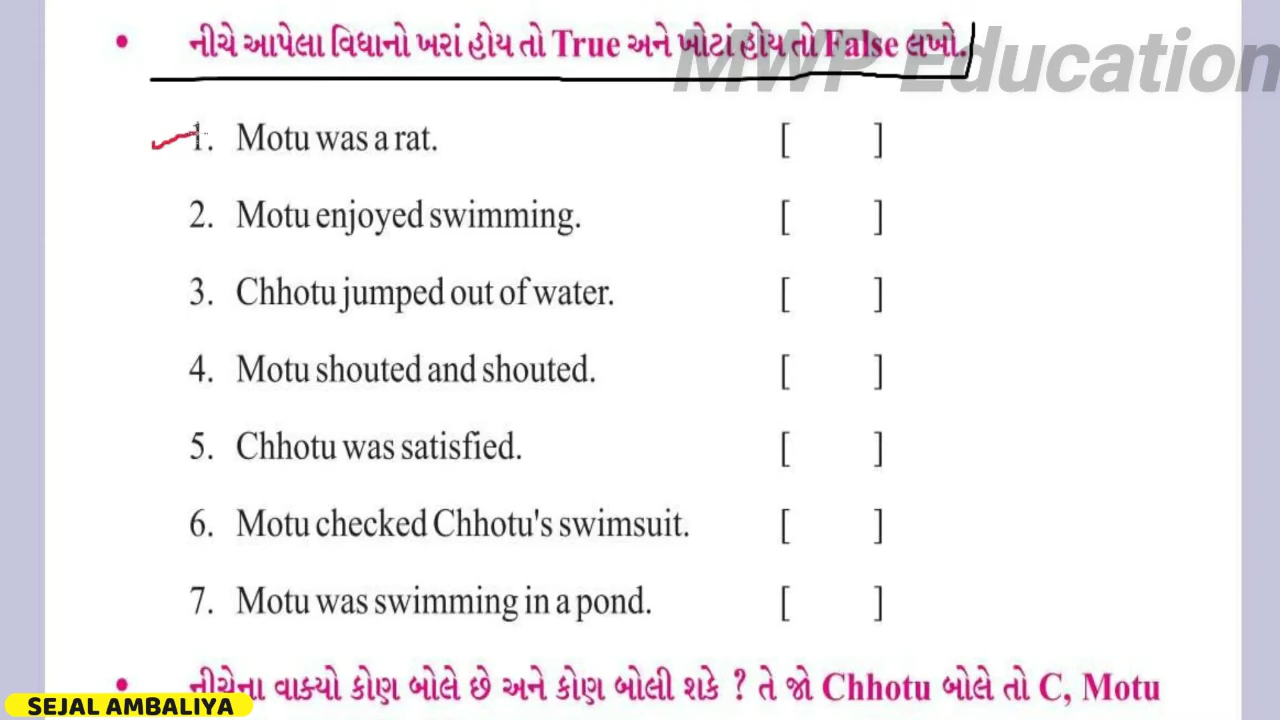 • નીચે આપેલા વિધાનો ખરાં હોય તો True અને ખોટાં હોય તો False લખો.
MWP Education
1. Motu was a rat. [ ]
2. Motu enjoyed swimming. [ ]
3. Chhotu jumped out of water. [ ]
4. Motu shouted and shouted. [ ]
5. Chhotu was satisfied. [ ]
6. Motu checked Chhotu's swimsuit. [ ]
7. Motu was swimming in a pond. [ ]
• નીચેના વાક્યો કોણ બોલે છે અને કોણ બોલી શકે ? તે જો Chhotu બોલે તો C, Motu
SEJAL AMBALIYA